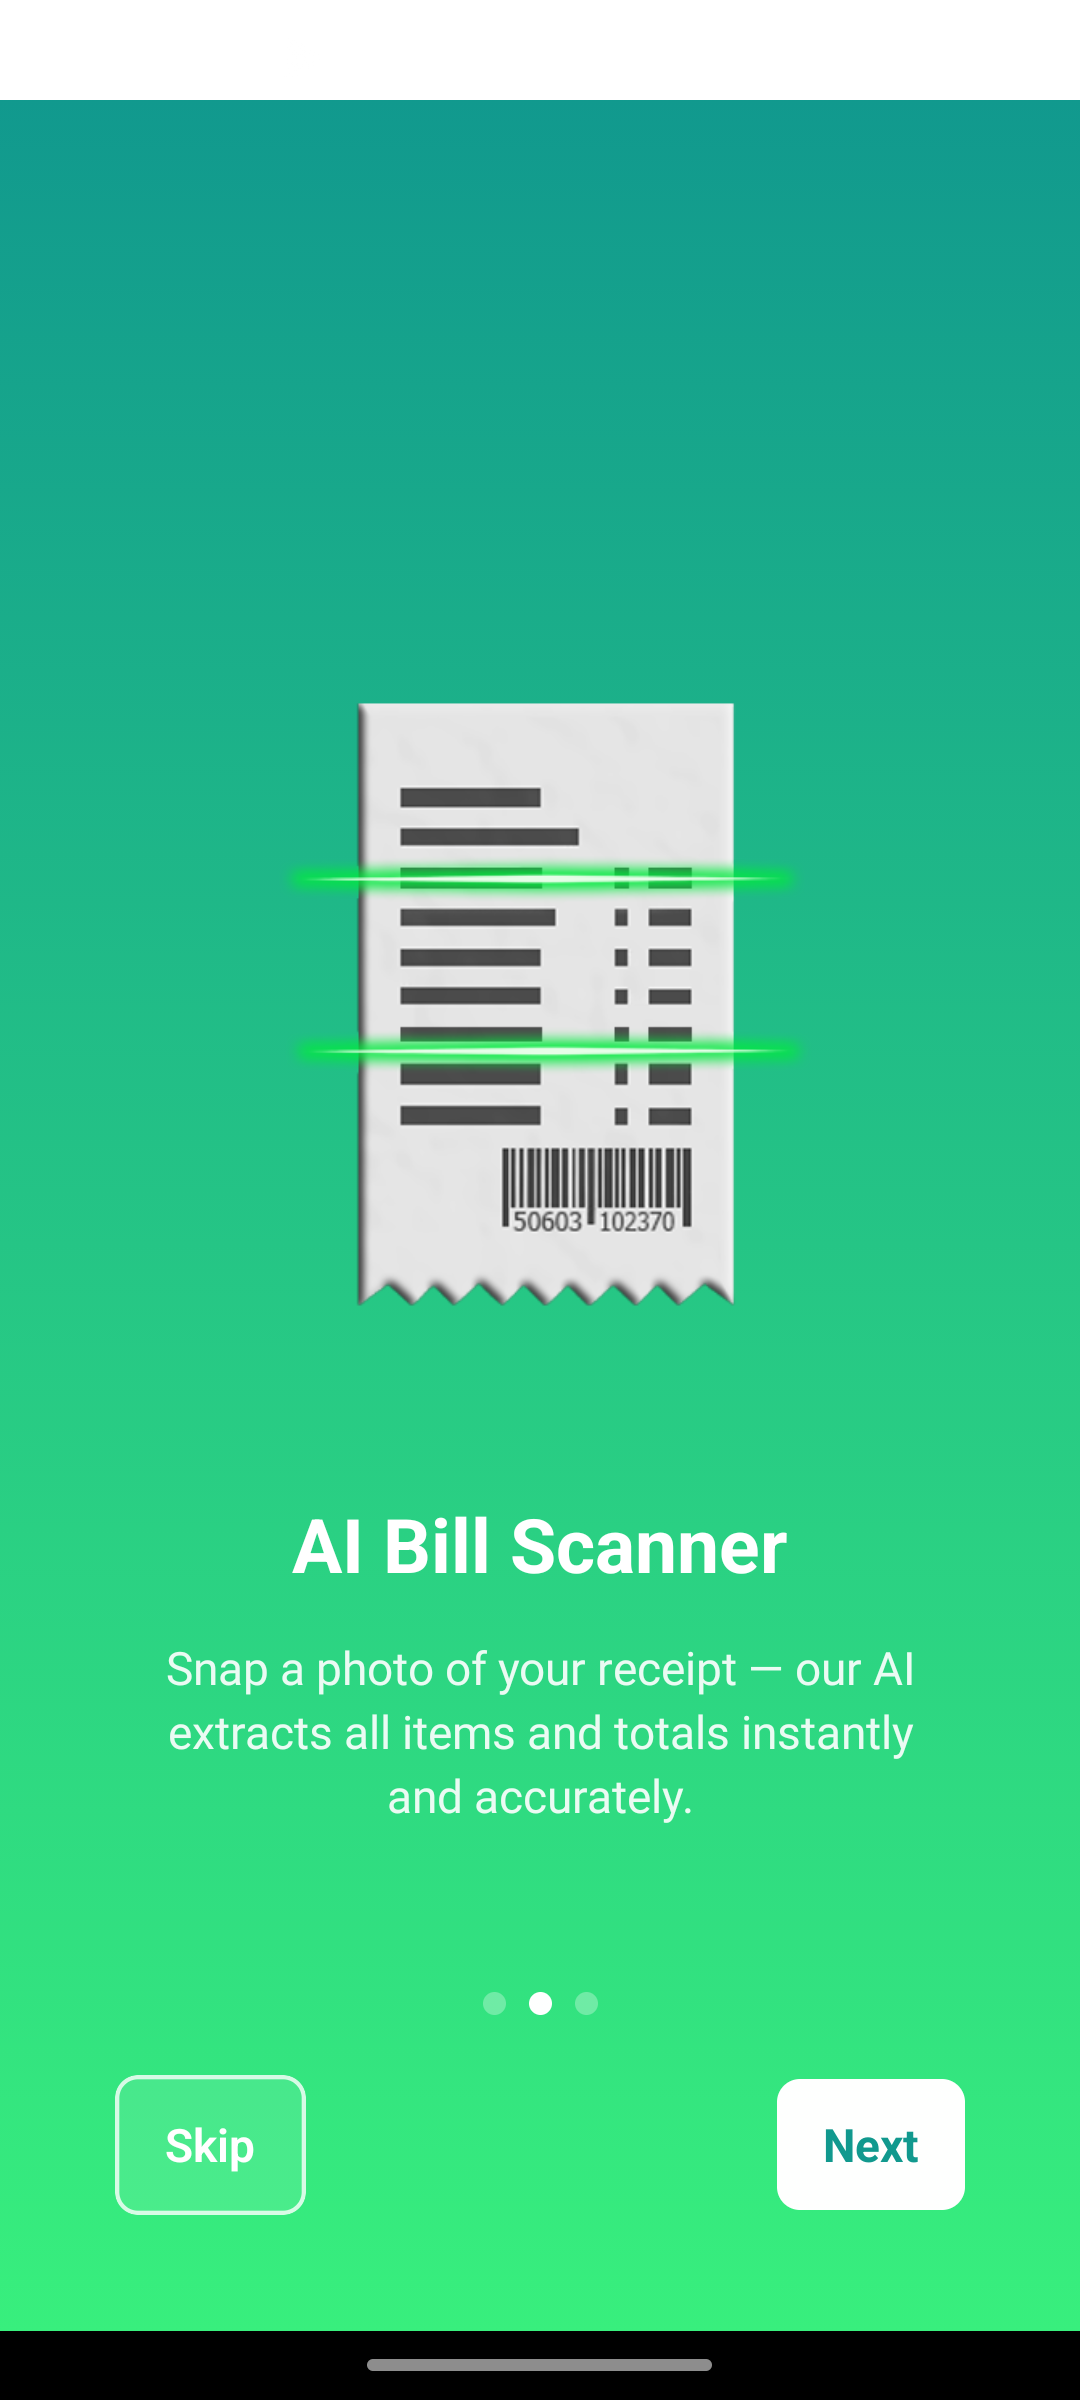 50603 102370
AI Bill Scanner
Snap a photo of your receipt — our AI
extracts all items and totals instantly
and accurately.
Skip
Next